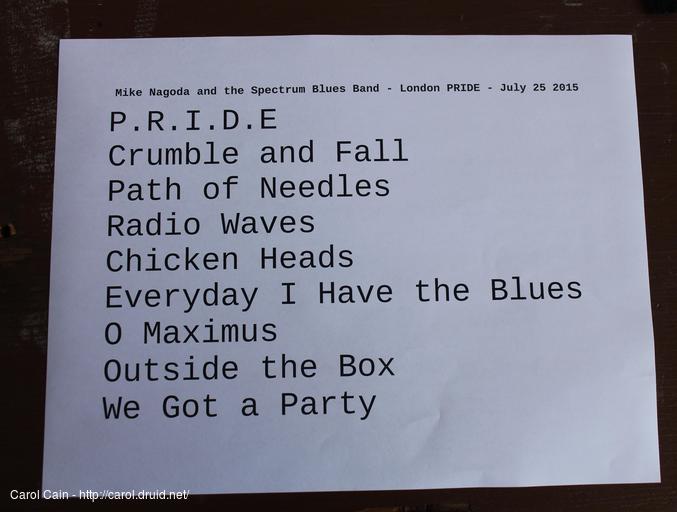 Mike Nagoda and the Spectrum Blues Band - London PRIDE - July 25 2015
P.R.I.D.E
Crumble and Fall
Path of Needles
Radio Waves
Chicken Heads
Everyday I Have the Blues
O Maximus
Outside the Box
We Got a Party
Carol Cain - http://carol.druid.net/